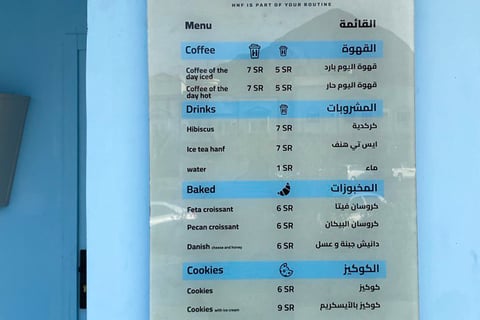 HNF IS PART OF YOUR ROUTINE
Menu القائمة
Coffee H القهوة
Coffee of the day iced 7 SR 5 SR قهوة اليوم بارد
Coffee of the day hot 7 SR 5 SR قهوة اليوم حار
Drinks المشروبات
Hibiscus 7 SR كركدية
Ice tea hanf 7 SR ايس تي هنف
water 1 SR ماء
Baked المخبوزات
Feta croissant 6 SR كروسان فيتا
Pecan croissant 6 SR كروسان البيكان
Danish cheese and honey 6 SR دانيش جبنة و عسل
Cookies الكوكيز
Cookies 6 SR كوكيز
Cookies with ice cream 9 SR كوكيز بالآيسكريم